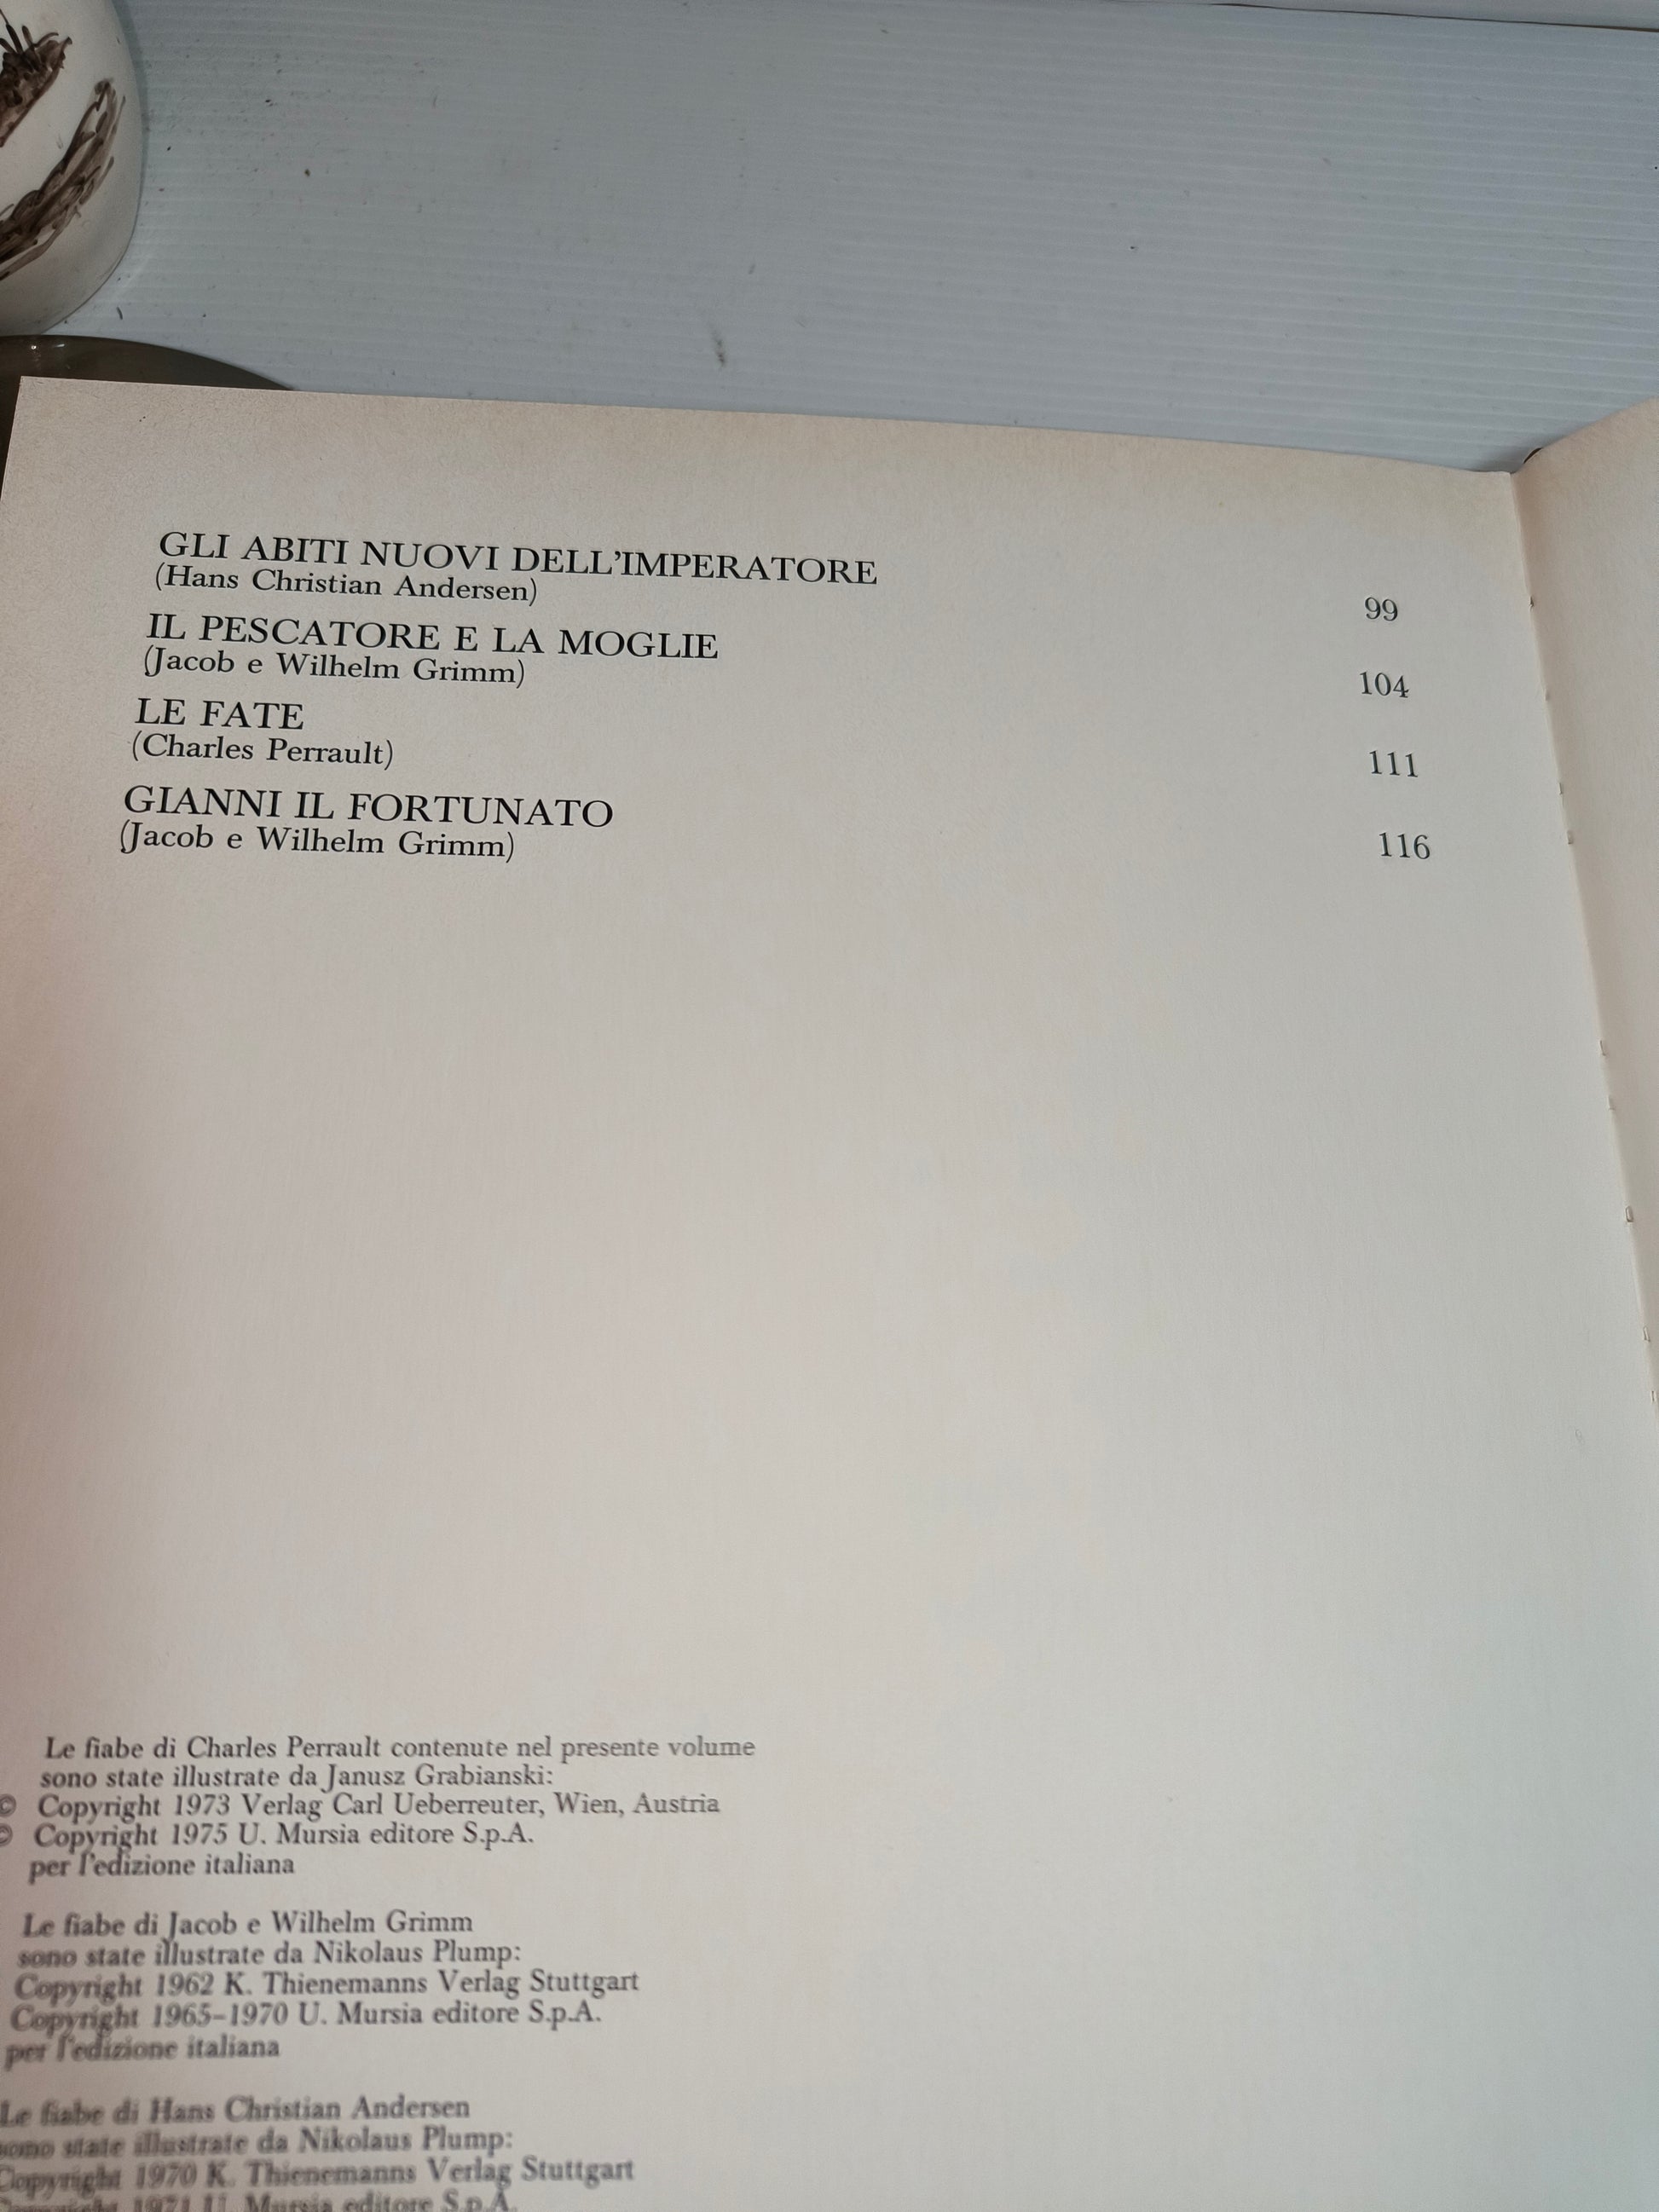 GLI ABITI NUOVI DELL'IMPERATORE
(Hans Christian Andersen) 99
IL PESCATORE E LA MOGLIE
(Jacob e Wilhelm Grimm) 104
LE FATE
(Charles Perrault) 111
GIANNI IL FORTUNATO
(Jacob e Wilhelm Grimm) 116
Le fiabe di Charles Perrault contenute nel presente volume
sono state illustrate da Janusz Grabianski:
© Copyright 1973 Verlag Carl Ueberreuter, Wien, Austria
© Copyright 1975 U. Mursia editore S.p.A.
per l'edizione italiana
Le fiabe di Jacob e Wilhelm Grimm
sono state illustrate da Nikolaus Plump:
Copyright 1962 K. Thienemanns Verlag Stuttgart
Copyright 1965-1970 U. Mursia editore S.p.A.
per l'edizione italiana
Le fiabe di Hans Christian Andersen
sono state illustrate da Nikolaus Plump:
Copyright 1970 K. Thienemanns Verlag Stuttgart
Copyright 1971 U. Mursia editore S.p.A.